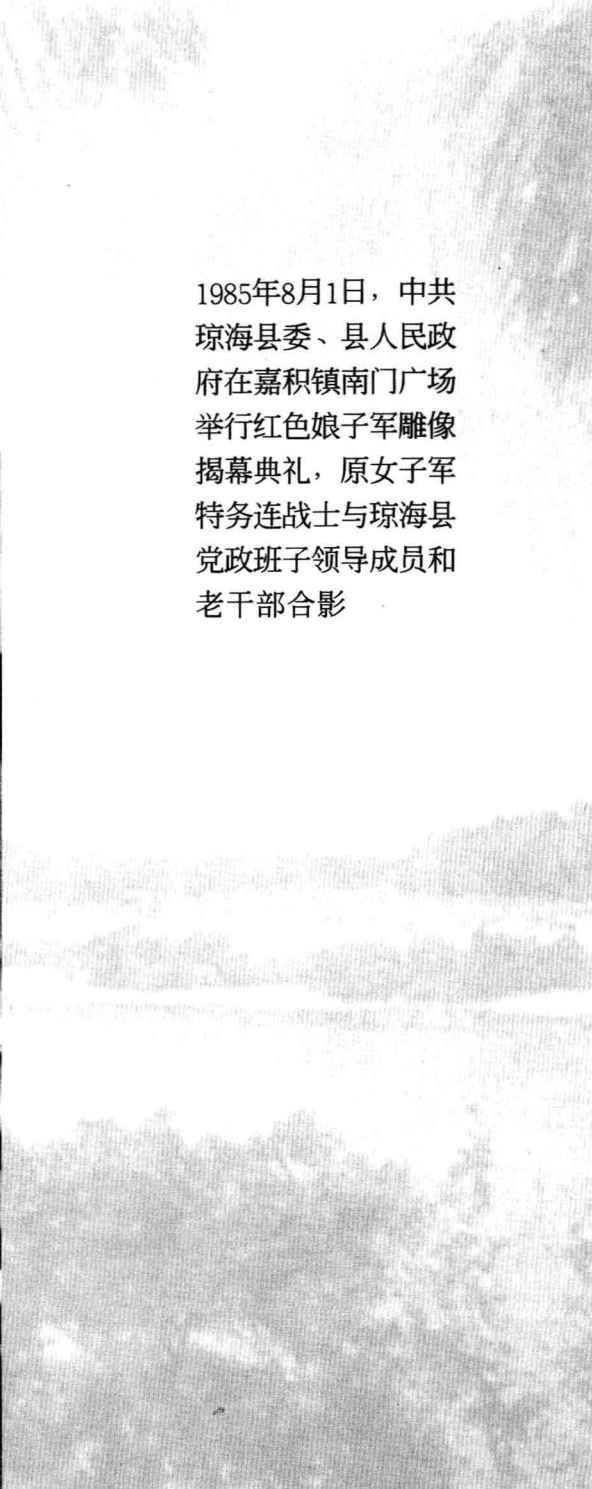 1985年8月1日，中共
琼海县委、县人民政
府在嘉积镇南门广场
举行红色娘子军雕像
揭幕典礼，原女子军
特务连战士与琼海县
党政班子领导成员和
老干部合影